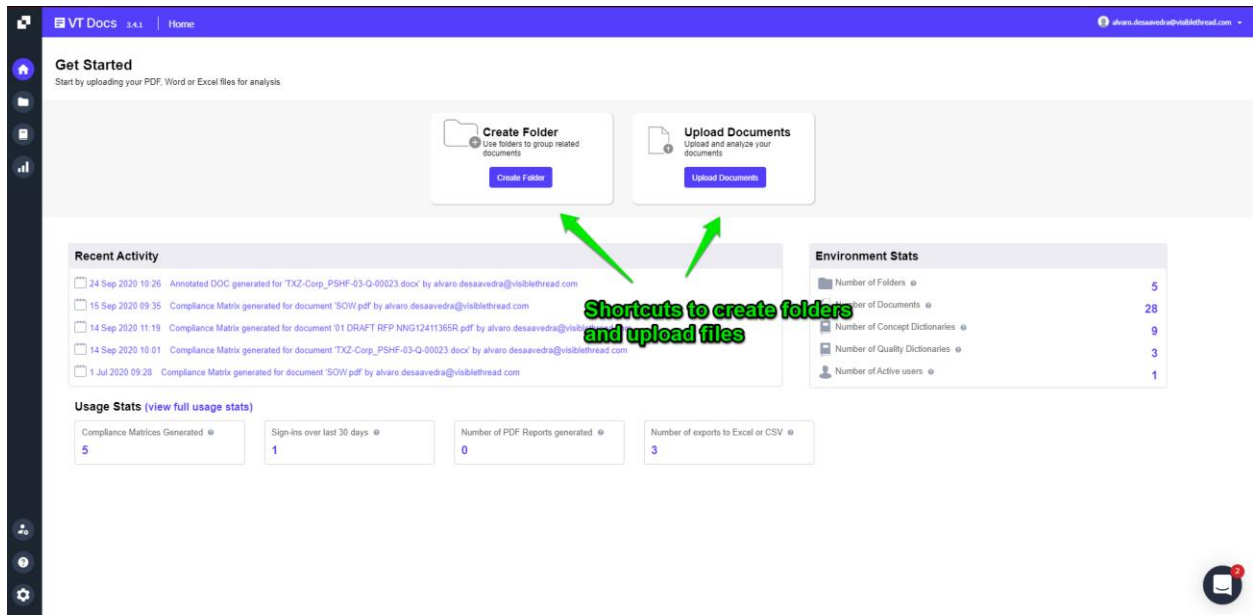 VT Docs 3.4.1 Home
alvaro.desaavedra@visiblethread.com
Get Started
Start by uploading your PDF, Word or Excel files for analysis
Create Folder
Use folders to group related
documents
Create Folder
Upload Documents
Upload and analyze your
documents
Upload Documents
Shortcuts to create folders
and upload files
Recent Activity
24 Sep 2020 10:26 Annotated DOC generated for 'TXZ-Corp_PSHF-03-Q-00023.docx' by alvaro.desaavedra@visiblethread.com
15 Sep 2020 09:35 Compliance Matrix generated for document 'SOW.pdf' by alvaro.desaavedra@visiblethread.com
14 Sep 2020 11:19 Compliance Matrix generated for document '01 DRAFT RFP NNG12411365R.pdf' by alvaro.desaavedra@visiblethread.com
14 Sep 2020 10:01 Compliance Matrix generated for document 'TXZ-Corp_PSHF-03-Q-00023.docx' by alvaro.desaavedra@visiblethread.com
1 Jul 2020 09:28 Compliance Matrix generated for document 'SOW.pdf' by alvaro.desaavedra@visiblethread.com
Environment Stats
Number of Folders 5
Number of Documents 28
Number of Concept Dictionaries 9
Number of Quality Dictionaries 3
Number of Active users 1
Usage Stats (view full usage stats)
Compliance Matrices Generated
5
Sign-ins over last 30 days
1
Number of PDF Reports generated
0
Number of exports to Excel or CSV
3
2